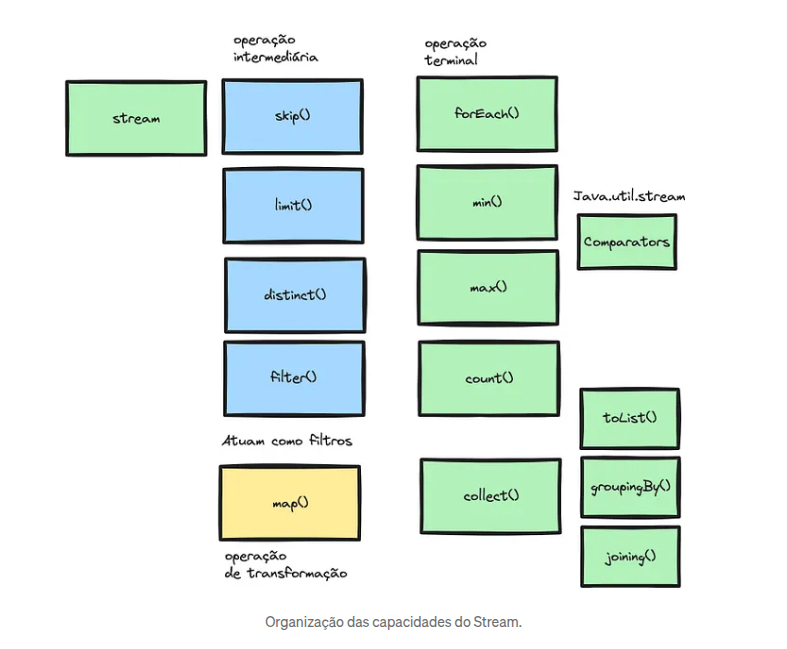 operação
intermediária
operação
terminal
stream
skip()
forEach()
limit()
min()
Java.util.stream
Comparators
distinct()
max()
filter()
count()
toList()
Atuam como filtros
map()
collect()
groupingBy()
joining()
operação
de transformação
Organização das capacidades do Stream.